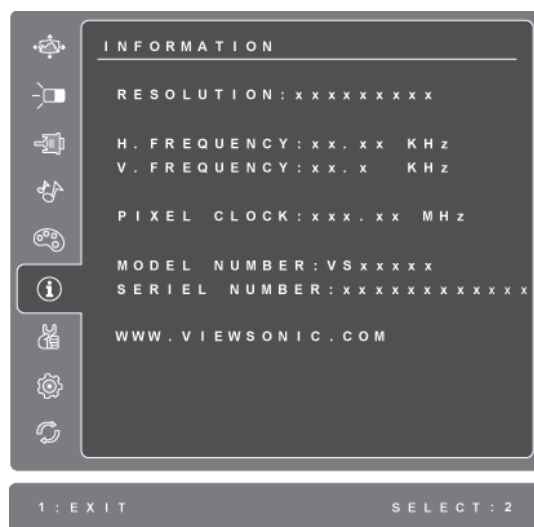 INFORMATION
RESOLUTION:xxxxxxxxx
H. FREQUENCY:xx.xx KHz
V. FREQUENCY:xx.x KHz
PIXEL CLOCK:xxx.xx MHz
MODEL NUMBER:VSxxxxx
SERIEL NUMBER:xxxxxxxxxxxx
WWW.VIEWSONIC.COM
1:EXIT SELECT:2